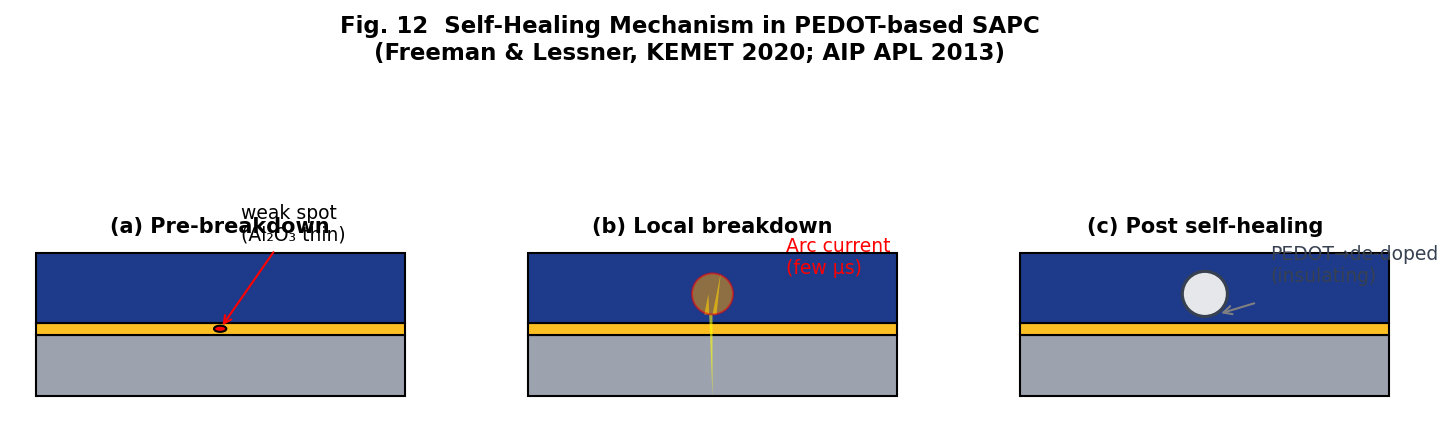 Fig. 12  Self-Healing Mechanism in PEDOT-based SAPC
(Freeman & Lessner, KEMET 2020; AIP APL 2013)
(a) Pre-breakdown
weak spot
(Al₂O₃ thin)
(b) Local breakdown
Arc current
(few μs)
(c) Post self-healing
PEDOT→de-doped
(insulating)